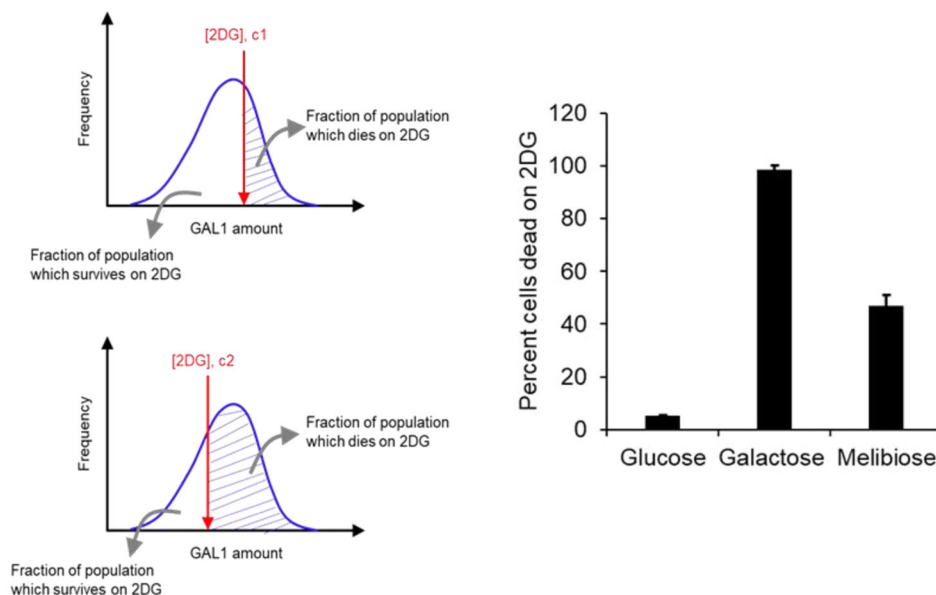 [2DG], c1
Frequency
Fraction of population
which dies on 2DG
GAL1 amount
Fraction of population
which survives on 2DG
[2DG], c2
Frequency
Fraction of population
which dies on 2DG
GAL1 amount
Fraction of population
which survives on 2DG
Percent cells dead on 2DG
120
100
80
60
40
20
0
Glucose Galactose Melibiose